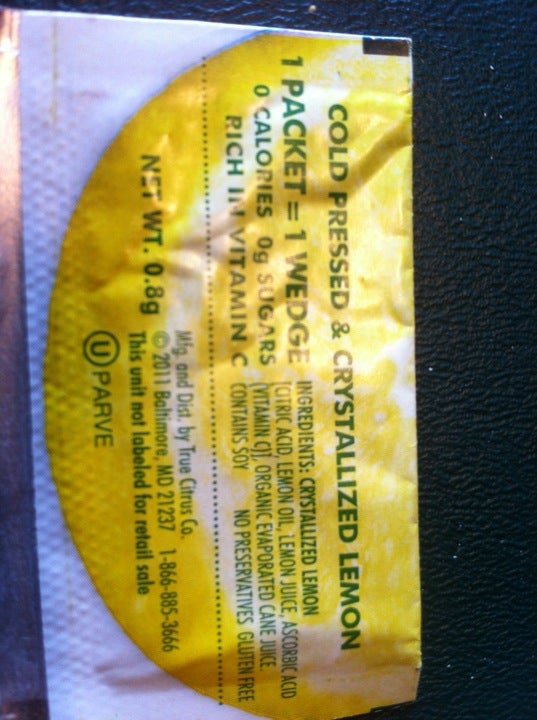 COLD PRESSED & CRYSTALLIZED LEMON
1 PACKET = 1 WEDGE
0 CALORIES 0g SUGARS
RICH IN VITAMIN C
INGREDIENTS: CRYSTALLIZED LEMON
[CITRIC ACID, LEMON OIL, LEMON JUICE, ASCORBIC ACID
(VITAMIN C)], ORGANIC EVAPORATED CANE JUICE.
CONTAINS SOY NO PRESERVATIVES GLUTEN FREE
NET WT. 0.8g
Mfg. and Dist. by True Citrus Co.
© 2011 Baltimore, MD 21237 1-866-885-3666
This unit not labeled for retail sale
U PARVE